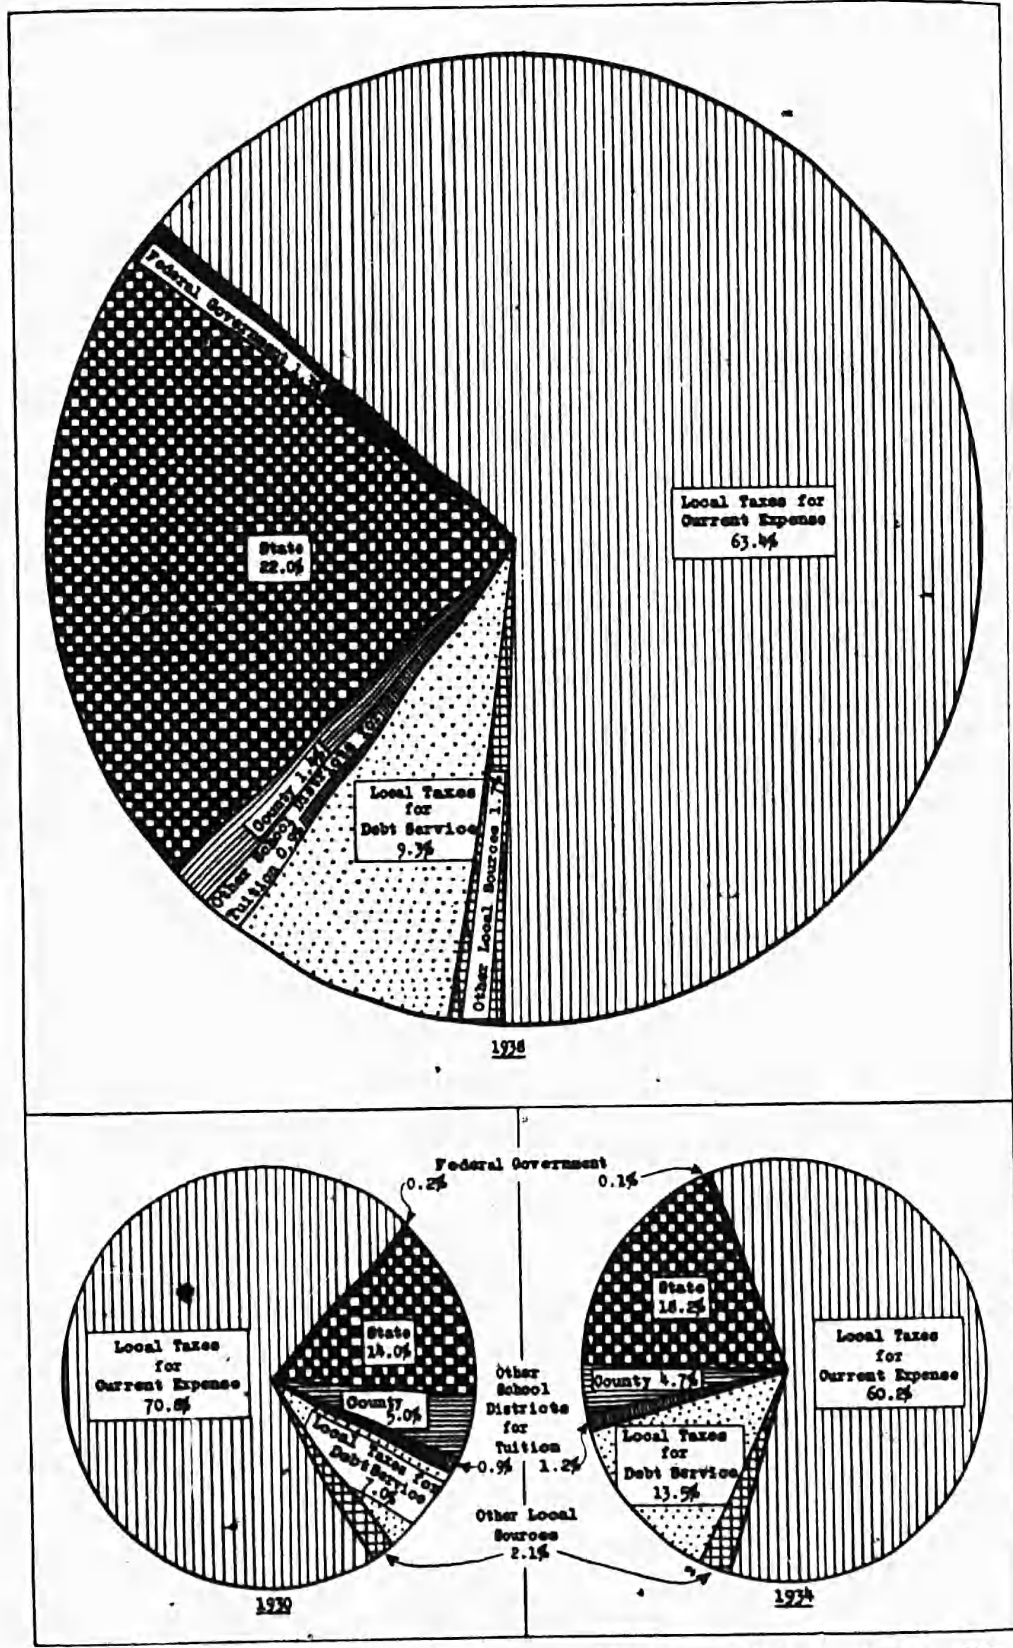 Federal Government 1.
Local Taxes for
Current Expense
63.4%
State
22.0%
County 1.
Other School Districts for
Tuition 0.9%
Local Taxes
for
Debt Service
9.3%
Other Local Sources 1.7%
1938
Federal Government
0.2%
0.1%
State
14.0%
Local Taxes
for
Current Expense
70.8%
County
5.0%
Local Taxes for
Debt Service
7.0%
1930
Other
School
Districts
for
Tuition
0.9% 1.2%
Other Local
Sources
2.1%
State
18.2%
County 4.7%
Local Taxes
for
Current Expense
60.2%
Local Taxes
for
Debt Service
13.5%
1934